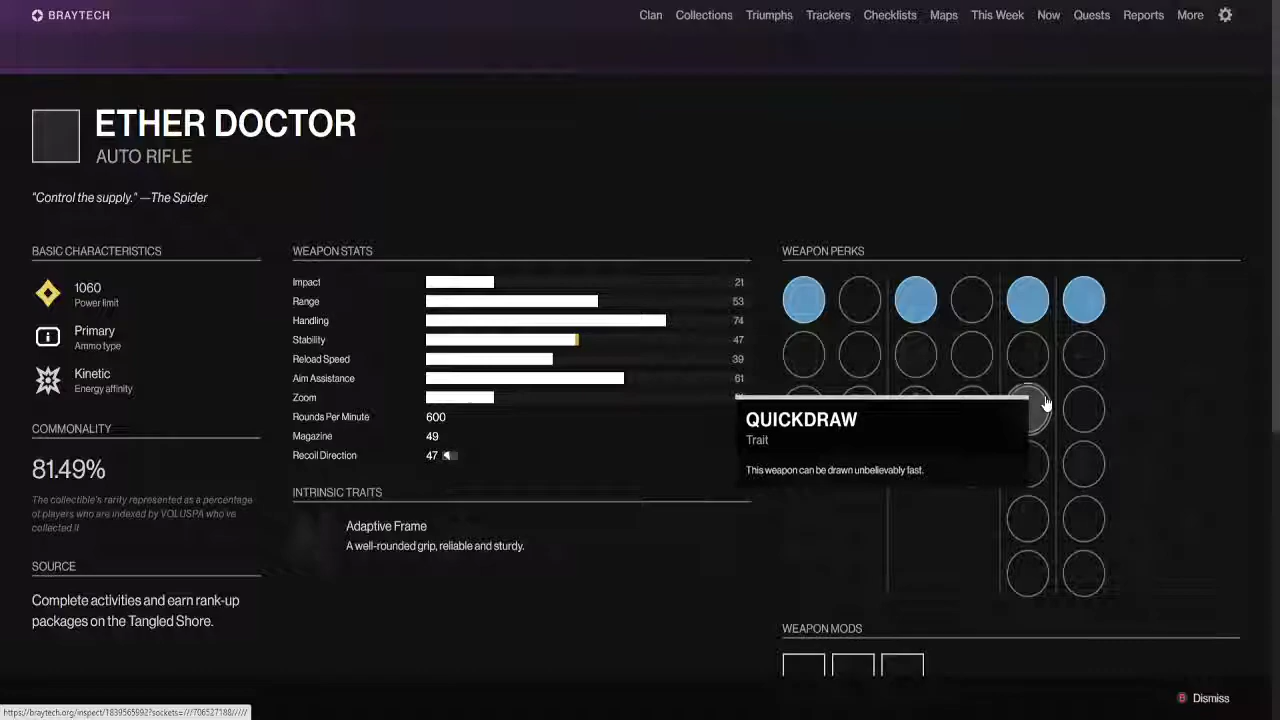 BRAYTECH
Clan Collections Triumphs Trackers Checklists Maps This Week Now Quests Reports More
ETHER DOCTOR
AUTO RIFLE
"Control the supply." —The Spider
BASIC CHARACTERISTICS
1060
Power limit
Primary
Ammo type
Kinetic
Energy affinity
COMMONALITY
81.49%
The collectible's rarity represented as a percentage
of players who are indexed by VOLUSPA who've
collected it
SOURCE
Complete activities and earn rank-up
packages on the Tangled Shore.
WEAPON STATS
Impact 21
Range 53
Handling 74
Stability 47
Reload Speed 39
Aim Assistance 61
Zoom
Rounds Per Minute 600
Magazine 49
Recoil Direction 47
INTRINSIC TRAITS
Adaptive Frame
A well-rounded grip, reliable and sturdy.
WEAPON PERKS
QUICKDRAW
Trait
This weapon can be drawn unbelievably fast.
WEAPON MODS
Dismiss